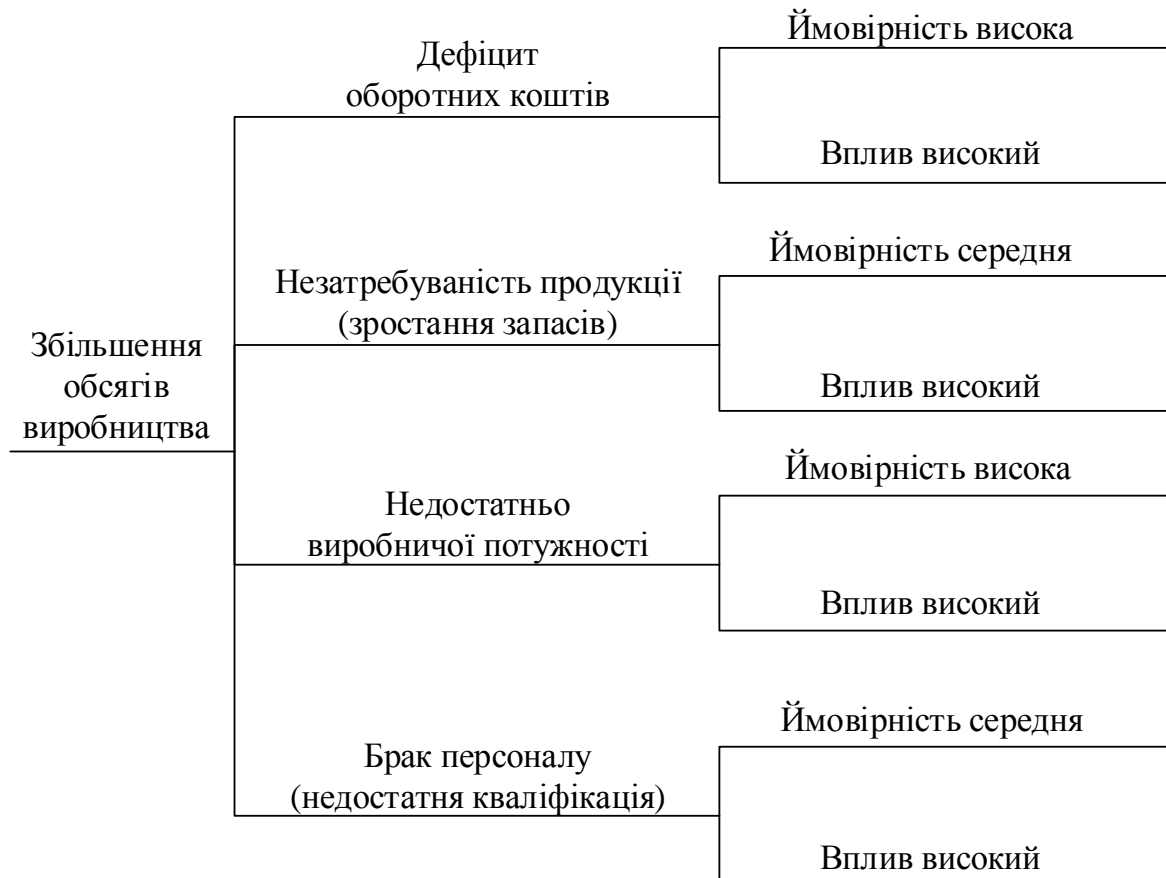 Збільшення
обсягів
виробництва
Дефіцит
оборотних коштів
Ймовірність висока
Вплив високий
Незатребуваність продукції
(зростання запасів)
Ймовірність середня
Вплив високий
Недостатньо
виробничої потужності
Ймовірність висока
Вплив високий
Брак персоналу
(недостатня кваліфікація)
Ймовірність середня
Вплив високий